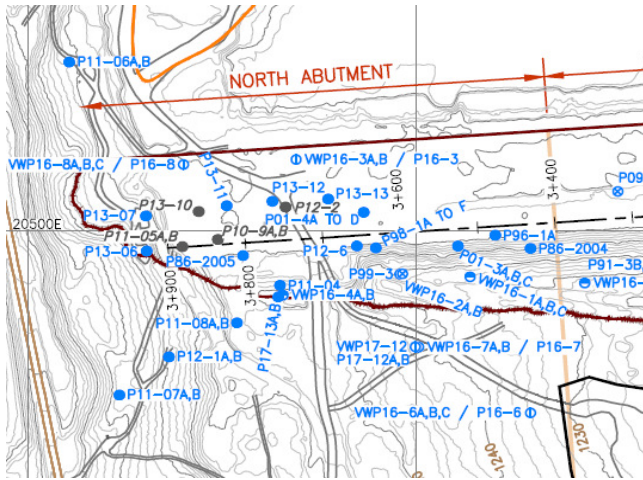 P11-06A,B
NORTH ABUTMENT
VWP16-8A,B,C / P16-8
VWP16-3A,B / P16-3
P13-11
P13-12
P13-13
3+600
3+400
P09
P13-10
P12-2
P13-07
P01-4A TO D
20500E
P10-9A,B
P11-05A,B
P98-1A TO F
P96-1A
P13-06
P86-2005
P12-6
P86-2004
3+900
3+800
P99-3
P01-3A,B,C
P91-3B
P11-04
VWP16-4A,B
VWP16-2A,B
VWP16-1A,B,C
VWP16-
P11-08A,B
P17-13A,B
P12-1A,B
VWP17-12
VWP16-7A,B / P16-7
P17-12A,B
P11-07A,B
VWP16-6A,B,C / P16-6
1240
1230